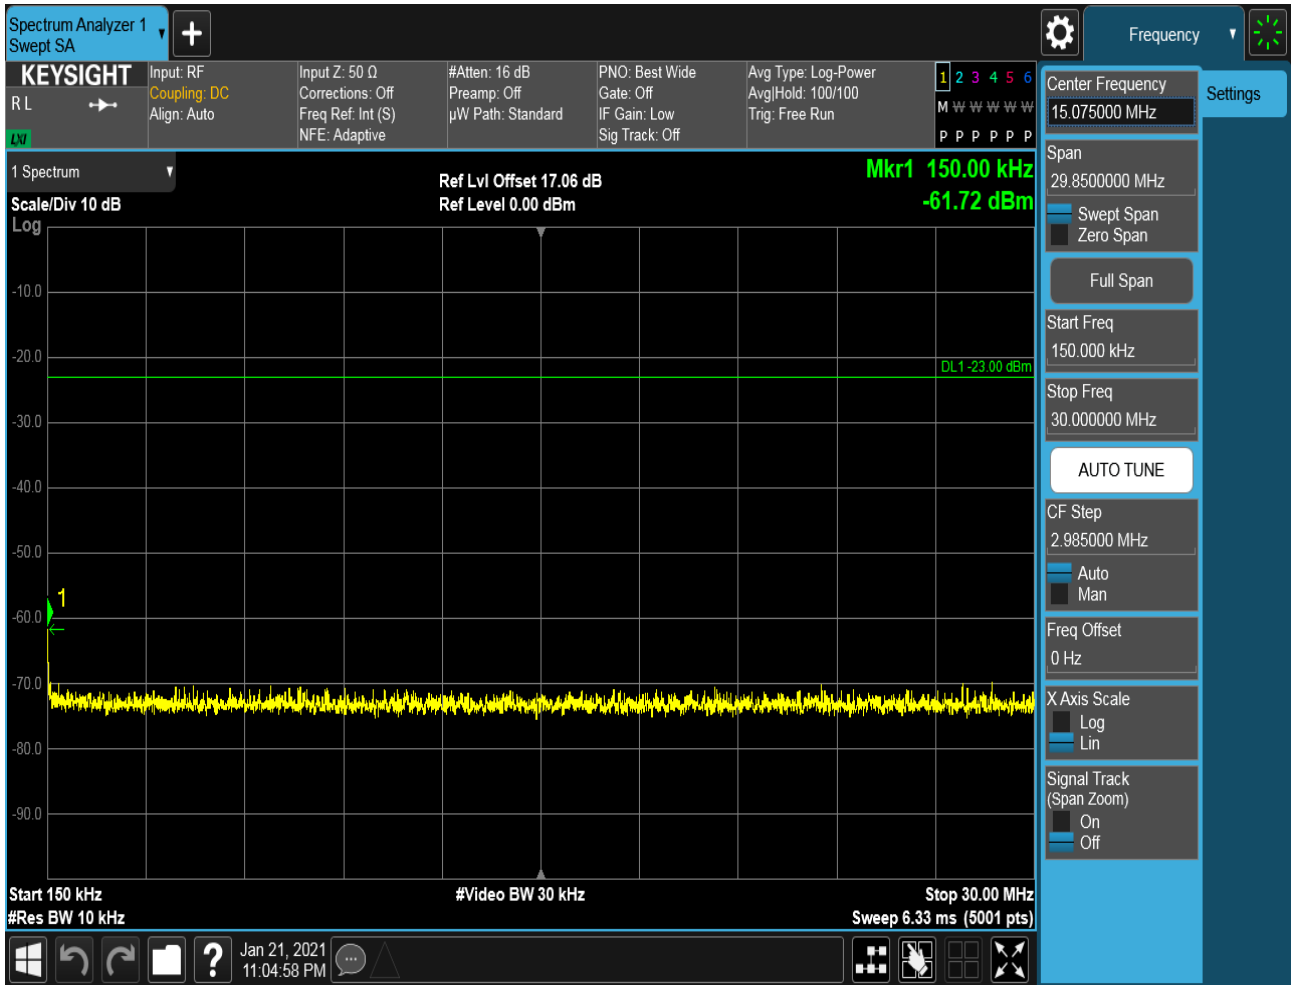 Spectrum Analyzer 1
Swept SA
Frequency
KEYSIGHT
R L
LXI
Input: RF
Coupling: DC
Align: Auto
Input Z: 50 Ω
Corrections: Off
Freq Ref: Int (S)
NFE: Adaptive
#Atten: 16 dB
Preamp: Off
µW Path: Standard
PNO: Best Wide
Gate: Off
IF Gain: Low
Sig Track: Off
Avg Type: Log-Power
Avg|Hold: 100/100
Trig: Free Run
1 2 3 4 5 6
M W W W W W
P P P P P P
1 Spectrum
Scale/Div 10 dB
Log
Ref Lvl Offset 17.06 dB
Ref Level 0.00 dBm
Mkr1 150.00 kHz
-61.72 dBm
-10.0
-20.0
DL1 -23.00 dBm
-30.0
-40.0
-50.0
1
-60.0
-70.0
-80.0
-90.0
Start 150 kHz
#Video BW 30 kHz
Stop 30.00 MHz
#Res BW 10 kHz
Sweep 6.33 ms (5001 pts)
?
Jan 21, 2021
11:04:58 PM
Center Frequency
15.075000 MHz
Settings
Span
29.8500000 MHz
Swept Span
Zero Span
Full Span
Start Freq
150.000 kHz
Stop Freq
30.000000 MHz
AUTO TUNE
CF Step
2.985000 MHz
Auto
Man
Freq Offset
0 Hz
X Axis Scale
Log
Lin
Signal Track
(Span Zoom)
On
Off